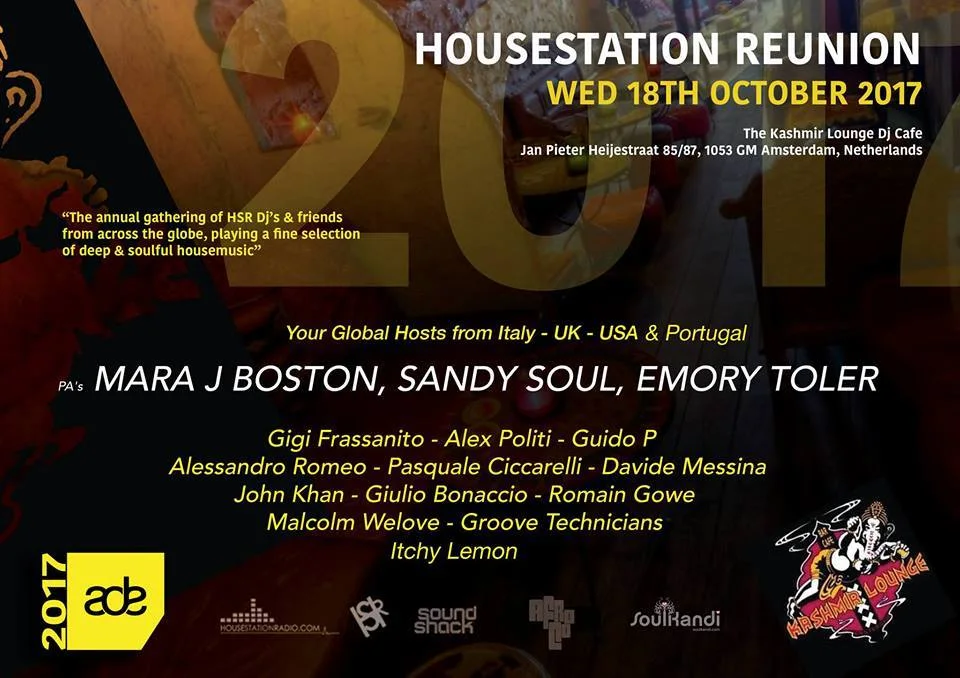 HOUSESTATION REUNION
WED 18TH OCTOBER 2017
The Kashmir Lounge Dj Cafe
Jan Pieter Heijestraat 85/87, 1053 GM Amsterdam, Netherlands
2017
“The annual gathering of HSR Dj's & friends
from across the globe, playing a fine selection
of deep & soulful housemusic”
Your Global Hosts from Italy - UK - USA & Portugal
PA's MARA J BOSTON, SANDY SOUL, EMORY TOLER
Gigi Frassanito - Alex Politi - Guido P
Alessandro Romeo - Pasquale Ciccarelli - Davide Messina
John Khan - Giulio Bonaccio - Romain Gowe
Malcolm Welove - Groove Technicians
Itchy Lemon
2017
ade
HOUSESTATIONRADIO.COM
sound
shack
soulkandi
BAR
CAFE
KASHMIR LOUNGE